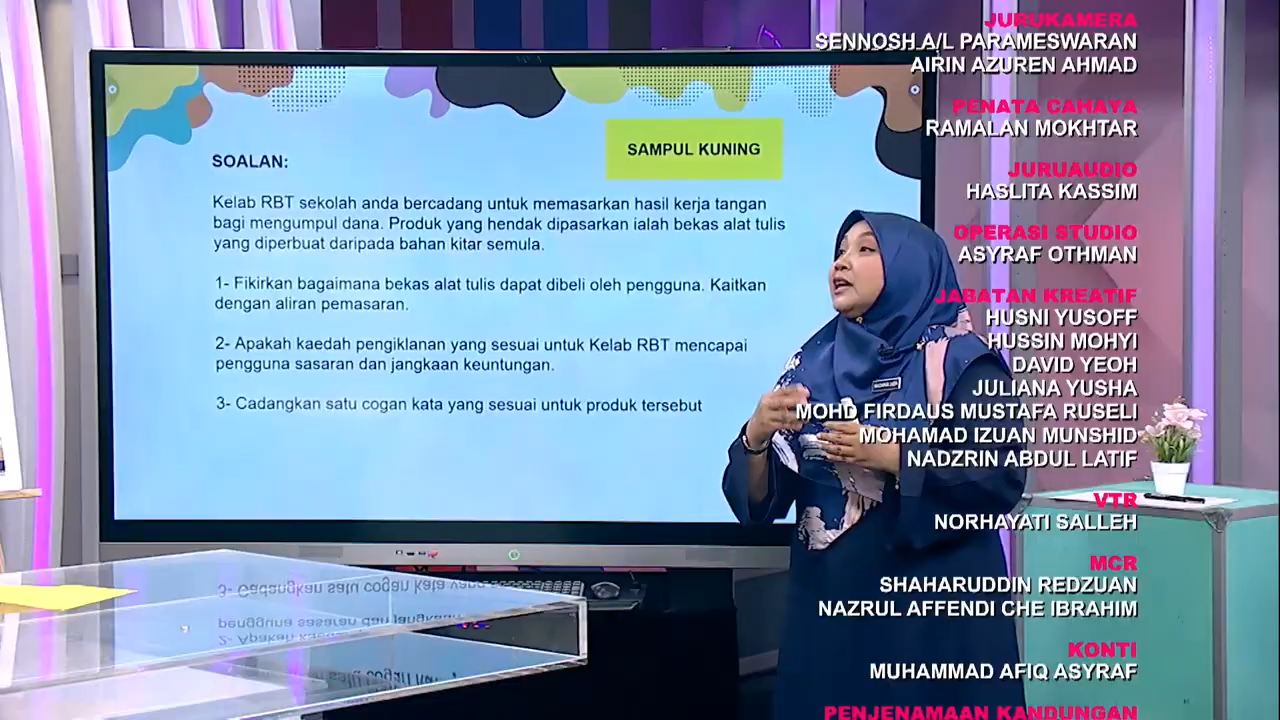 SAMPUL KUNING
SOALAN:
Kelab RBT sekolah anda bercadang untuk memasarkan hasil kerja tangan
bagi mengumpul dana. Produk yang hendak dipasarkan ialah bekas alat tulis
yang diperbuat daripada bahan kitar semula.
1- Fikirkan bagaimana bekas alat tulis dapat dibeli oleh pengguna. Kaitkan
dengan aliran pemasaran.
2- Apakah kaedah pengiklanan yang sesuai untuk Kelab RBT mencapai
pengguna sasaran dan jangkaan keuntungan.
3- Cadangkan satu cogan kata yang sesuai untuk produk tersebut
JURUKAMERA
SENNOSH A/L PARAMESWARAN
AIRIN AZUREN AHMAD
PENATA CAHAYA
RAMALAN MOKHTAR
JURUAUDIO
HASLITA KASSIM
OPERASI STUDIO
ASYRAF OTHMAN
JABATAN KREATIF
HUSNI YUSOFF
HUSSIN MOHYI
DAVID YEOH
JULIANA YUSHA
MOHD FIRDAUS MUSTAFA RUSELI
MOHAMAD IZUAN MUNSHID
NADZRIN ABDUL LATIF
VTR
NORHAYATI SALLEH
MCR
SHAHARUDDIN REDZUAN
NAZRUL AFFENDI CHE IBRAHIM
KONTI
MUHAMMAD AFIQ ASYRAF
PENJENAMAAN KANDUNGAN